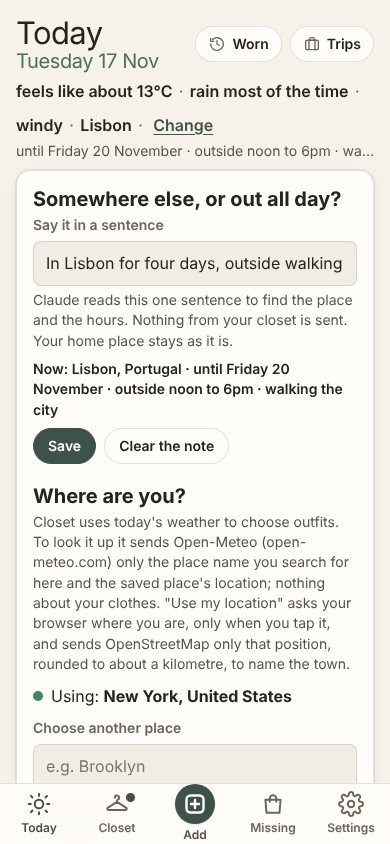 Today
Tuesday 17 Nov
Worn
Trips
feels like about 13°C · rain most of the time ·
windy · Lisbon · Change
until Friday 20 November · outside noon to 6pm · wa...
Somewhere else, or out all day?
Say it in a sentence
In Lisbon for four days, outside walking
Claude reads this one sentence to find the place
and the hours. Nothing from your closet is sent.
Your home place stays as it is.
Now: Lisbon, Portugal · until Friday 20
November · outside noon to 6pm · walking the
city
Save
Clear the note
Where are you?
Closet uses today's weather to choose outfits.
To look it up it sends Open-Meteo (open-
meteo.com) only the place name you search for
here and the saved place's location; nothing
about your clothes. "Use my location" asks your
browser where you are, only when you tap it,
and sends OpenStreetMap only that position,
rounded to about a kilometre, to name the town.
Using: New York, United States
Choose another place
e.g. Brooklyn
Today
Closet
Add
Missing
Settings